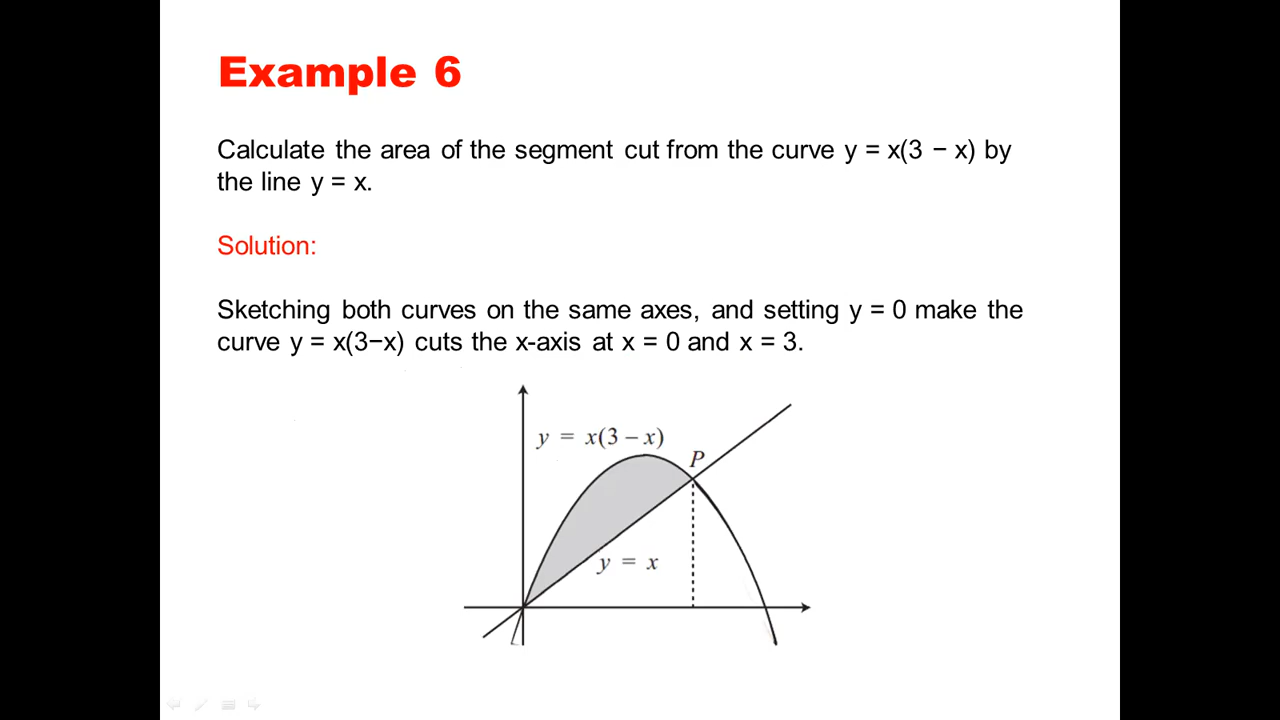 Example 6
Calculate the area of the segment cut from the curve y = x(3 − x) by
the line y = x.
Solution:
Sketching both curves on the same axes, and setting y = 0 make the
curve y = x(3−x) cuts the x-axis at x = 0 and x = 3.
y = x(3 – x)
P
y = x